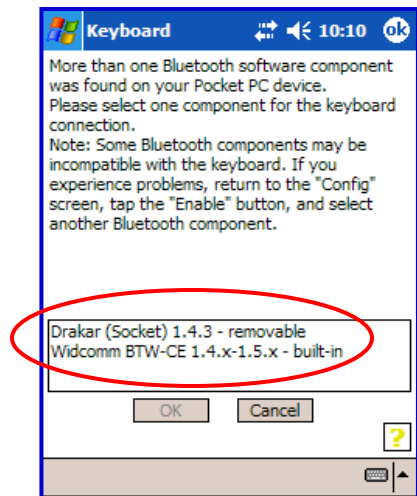 Keyboard 10:10 ok
More than one Bluetooth software component
was found on your Pocket PC device.
Please select one component for the keyboard
connection.
Note: Some Bluetooth components may be
incompatible with the keyboard. If you
experience problems, return to the "Config"
screen, tap the "Enable" button, and select
another Bluetooth component.
Drakar (Socket) 1.4.3 - removable
Widcomm BTW-CE 1.4.x-1.5.x - built-in
OK Cancel
?